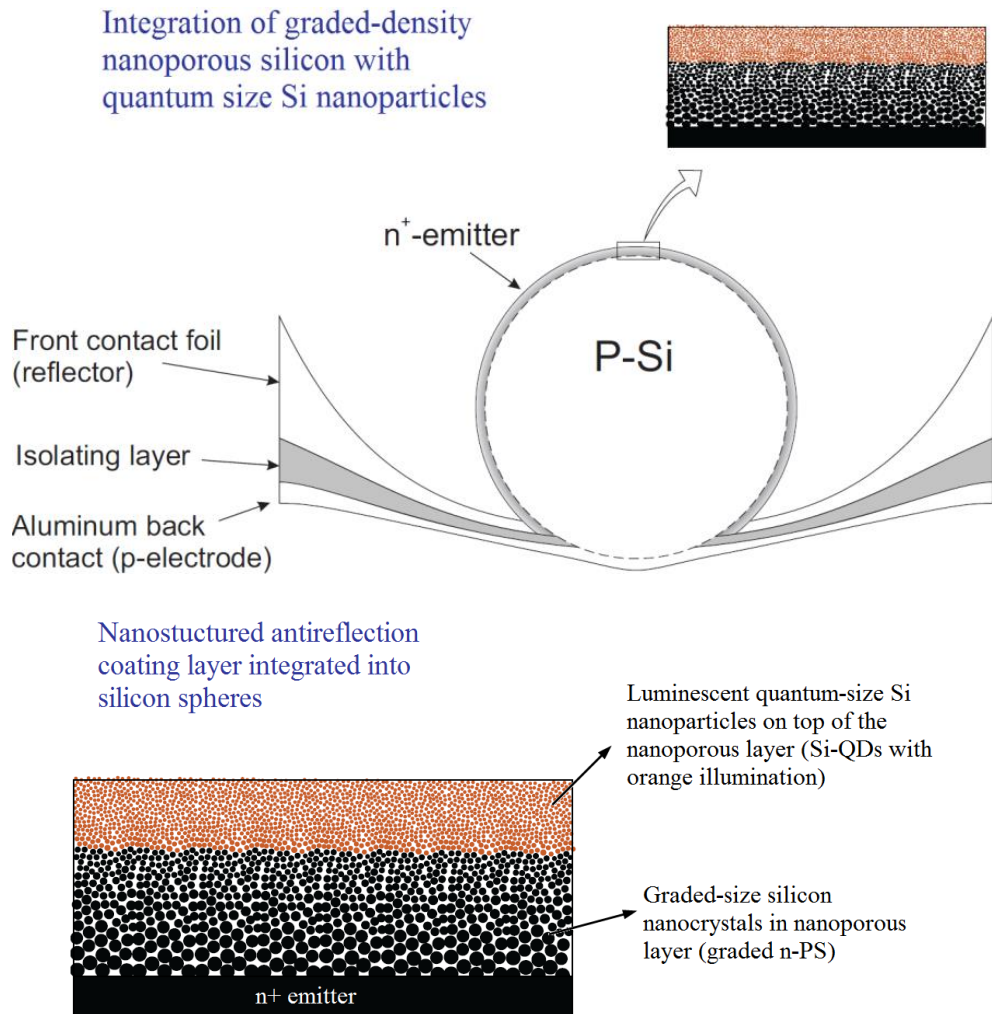 Integration of graded-density
nanoporous silicon with
quantum size Si nanoparticles
n⁺-emitter
P-Si
Front contact foil
(reflector)
Isolating layer
Aluminum back
contact (p-electrode)
Nanostuctured antireflection
coating layer integrated into
silicon spheres
Luminescent quantum-size Si
nanoparticles on top of the
nanoporous layer (Si-QDs with
orange illumination)
Graded-size silicon
nanocrystals in nanoporous
layer (graded n-PS)
n+ emitter